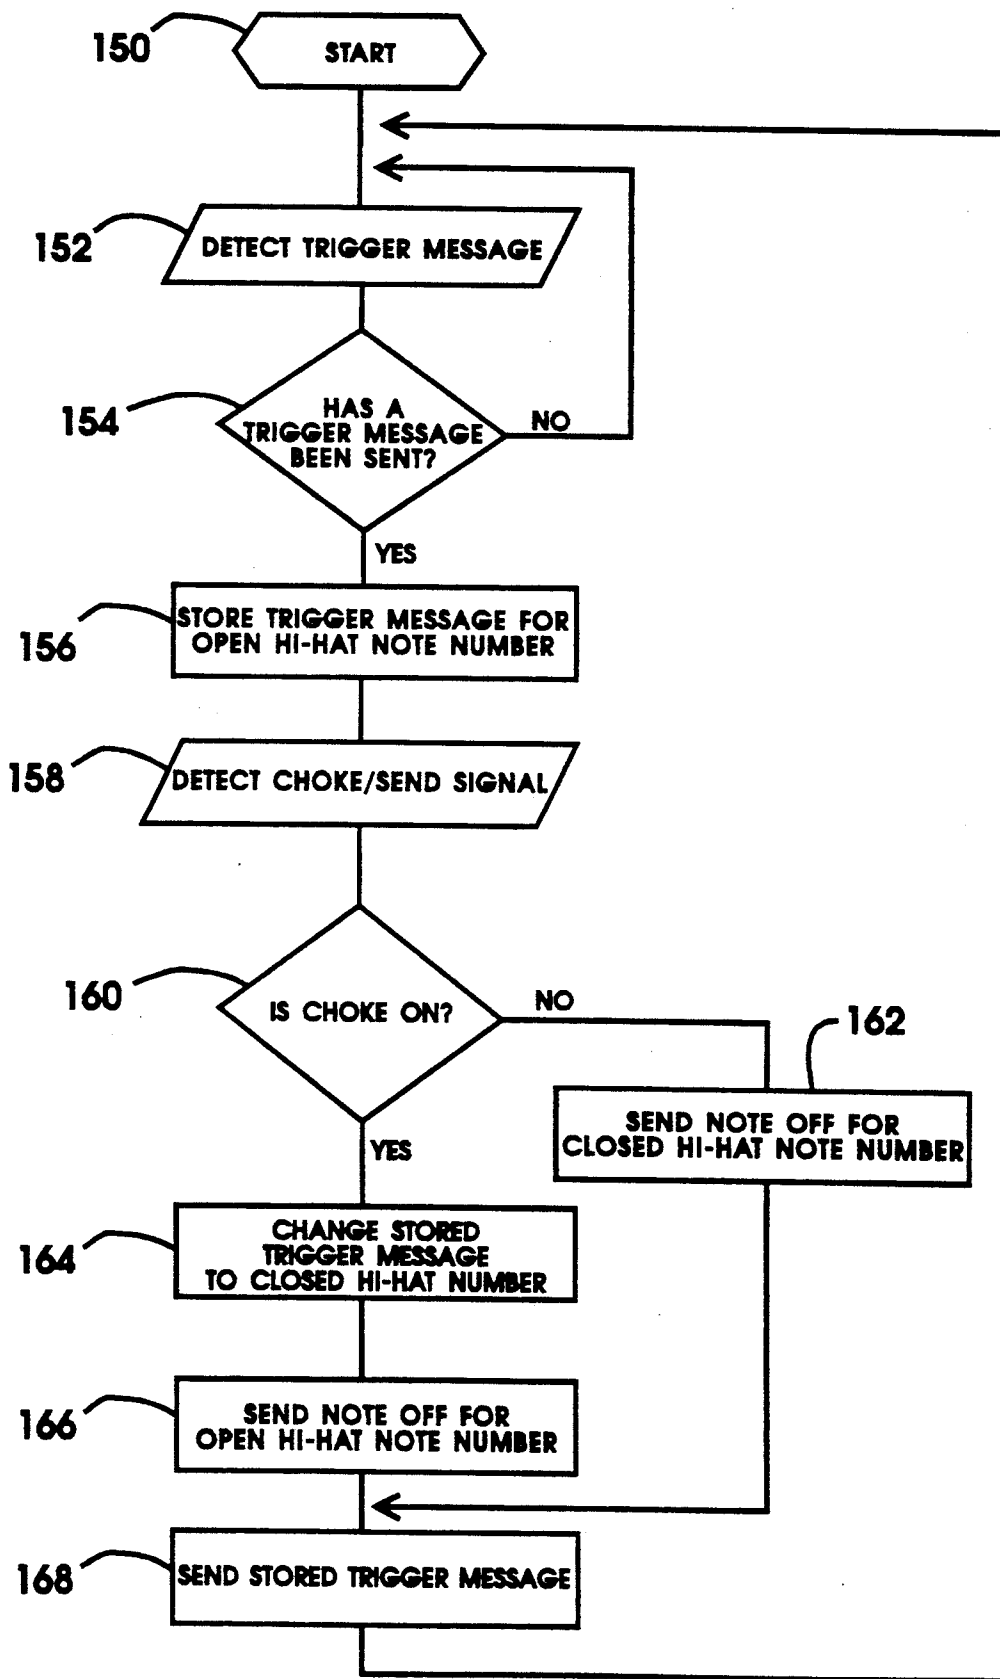 150
START
152
DETECT TRIGGER MESSAGE
154
HAS A
TRIGGER MESSAGE
BEEN SENT?
NO
YES
156
STORE TRIGGER MESSAGE FOR
OPEN HI-HAT NOTE NUMBER
158
DETECT CHOKE/SEND SIGNAL
160
IS CHOKE ON?
NO
162
SEND NOTE OFF FOR
CLOSED HI-HAT NOTE NUMBER
YES
164
CHANGE STORED
TRIGGER MESSAGE
TO CLOSED HI-HAT NUMBER
166
SEND NOTE OFF FOR
OPEN HI-HAT NOTE NUMBER
168
SEND STORED TRIGGER MESSAGE